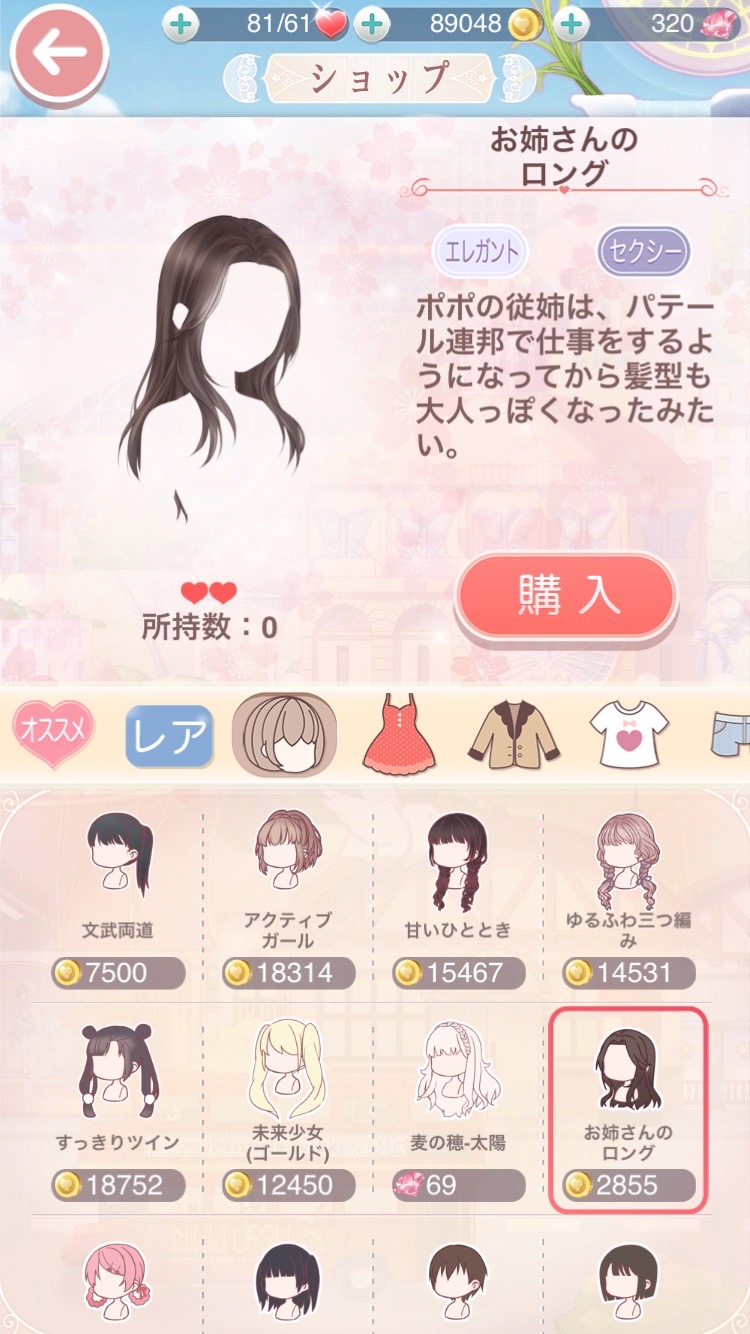 81/61
89048
320
ショップ
お姉さんの
ロング
エレガント
セクシー
ポポの従姉は、パテー
ル連邦で仕事をするよ
うになってから髪型も
大人っぽくなったみた
い。
所持数：0
購入
オススメ
レア
文武両道
アクティブ
ガール
甘いひととき
ゆるふわ三つ編
み
7500
18314
15467
14531
すっきりツイン
未来少女
(ゴールド)
麦の穂-太陽
お姉さんの
ロング
18752
12450
69
2855